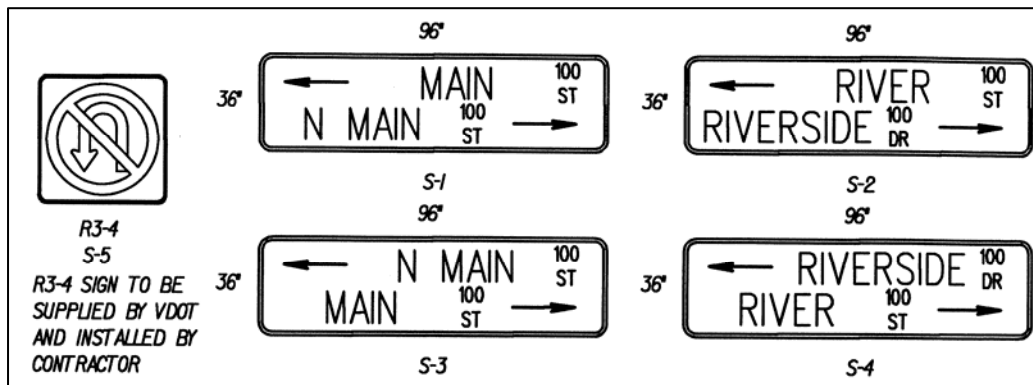 R3-4
S-5
R3-4 SIGN TO BE
SUPPLIED BY VDOT
AND INSTALLED BY
CONTRACTOR
96"
36"
MAIN 100 ST
N MAIN 100 ST
S-1
96"
36"
RIVER 100 ST
RIVERSIDE 100 DR
S-2
96"
36"
N MAIN 100 ST
MAIN 100 ST
S-3
96"
36"
RIVERSIDE 100 DR
RIVER 100 ST
S-4